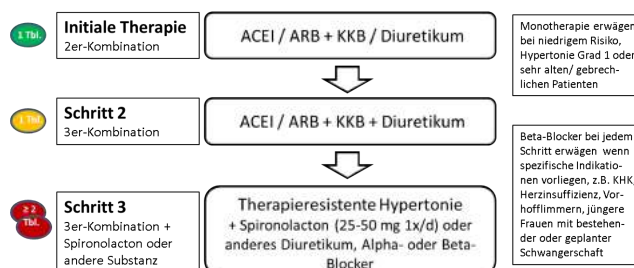 1 Tbl.
Initiale Therapie
2er-Kombination
ACEI / ARB + KKB / Diuretikum
Monotherapie erwägen
bei niedrigem Risiko,
Hypertonie Grad 1 oder
sehr alten/ gebrech-
lichen Patienten
1 Tbl.
Schritt 2
3er-Kombination
ACEI / ARB + KKB + Diuretikum
Beta-Blocker bei jedem
Schritt erwägen wenn
spezifische Indikatio-
nen vorliegen, z.B. KHK,
Herzinsuffizienz, Vor-
hofflimmern, jüngere
Frauen mit bestehen-
der oder geplanter
Schwangerschaft
≥ 2
Tbl.
Schritt 3
3er-Kombination +
Spironolacton oder
andere Substanz
Therapieresistente Hypertonie
+ Spironolacton (25-50 mg 1x/d) oder
anderes Diuretikum, Alpha- oder Beta-
Blocker